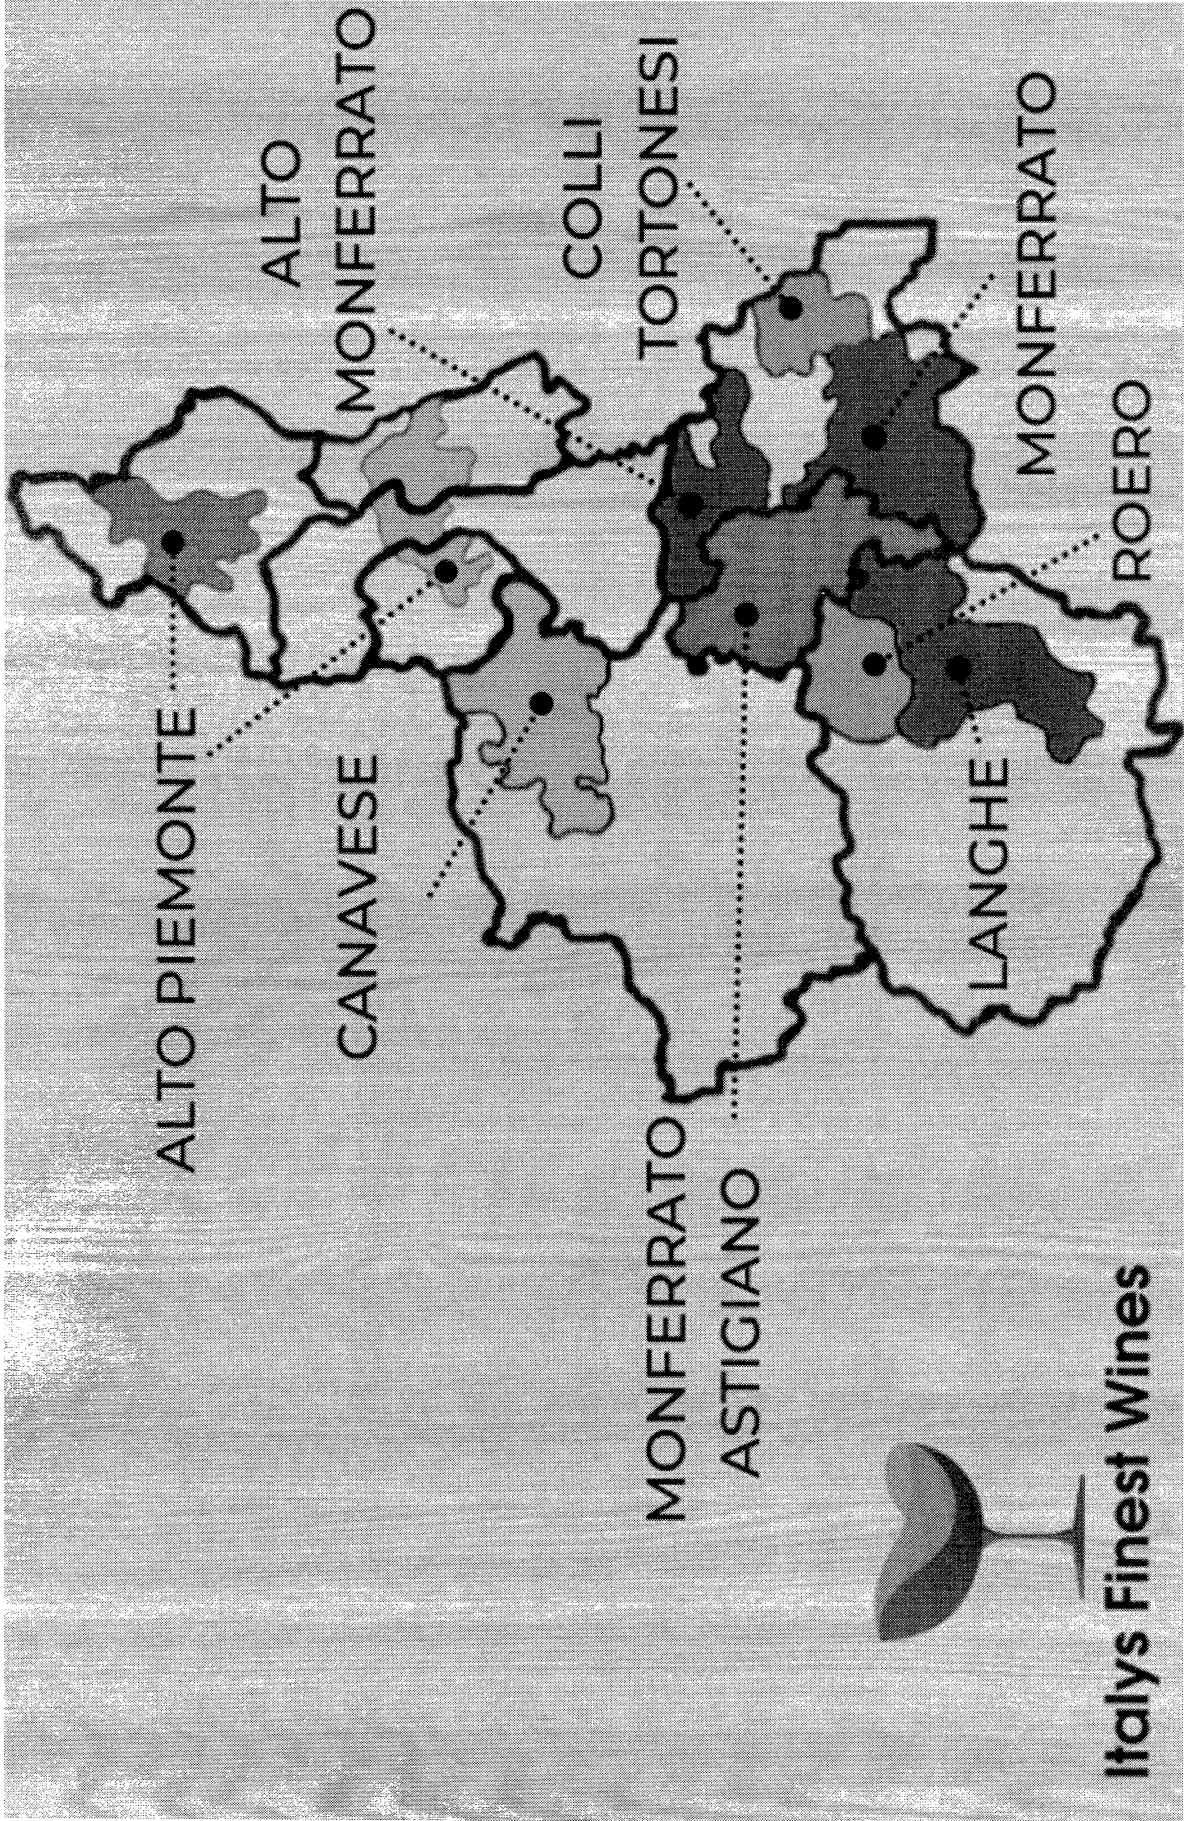 ALTO PIEMONTE
ALTO
MONFERRATO
CANAVESE
COLLI
TORTONESI
MONFERRATO
ASTIGIANO
LANGHE
MONFERRATO
ROERO
Italys Finest Wines